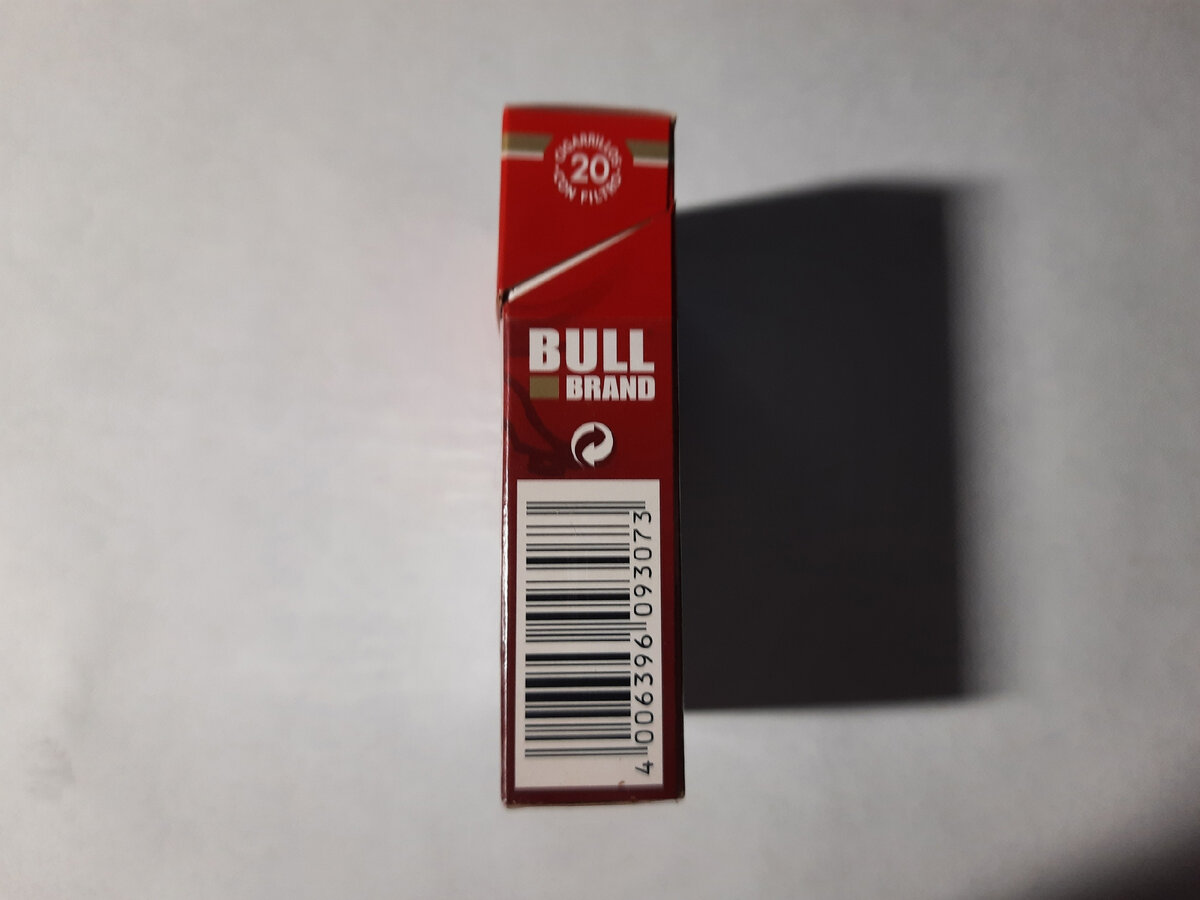 CIGARRILLOS
20
CON FILTRO
BULL
BRAND
4 006396 093073